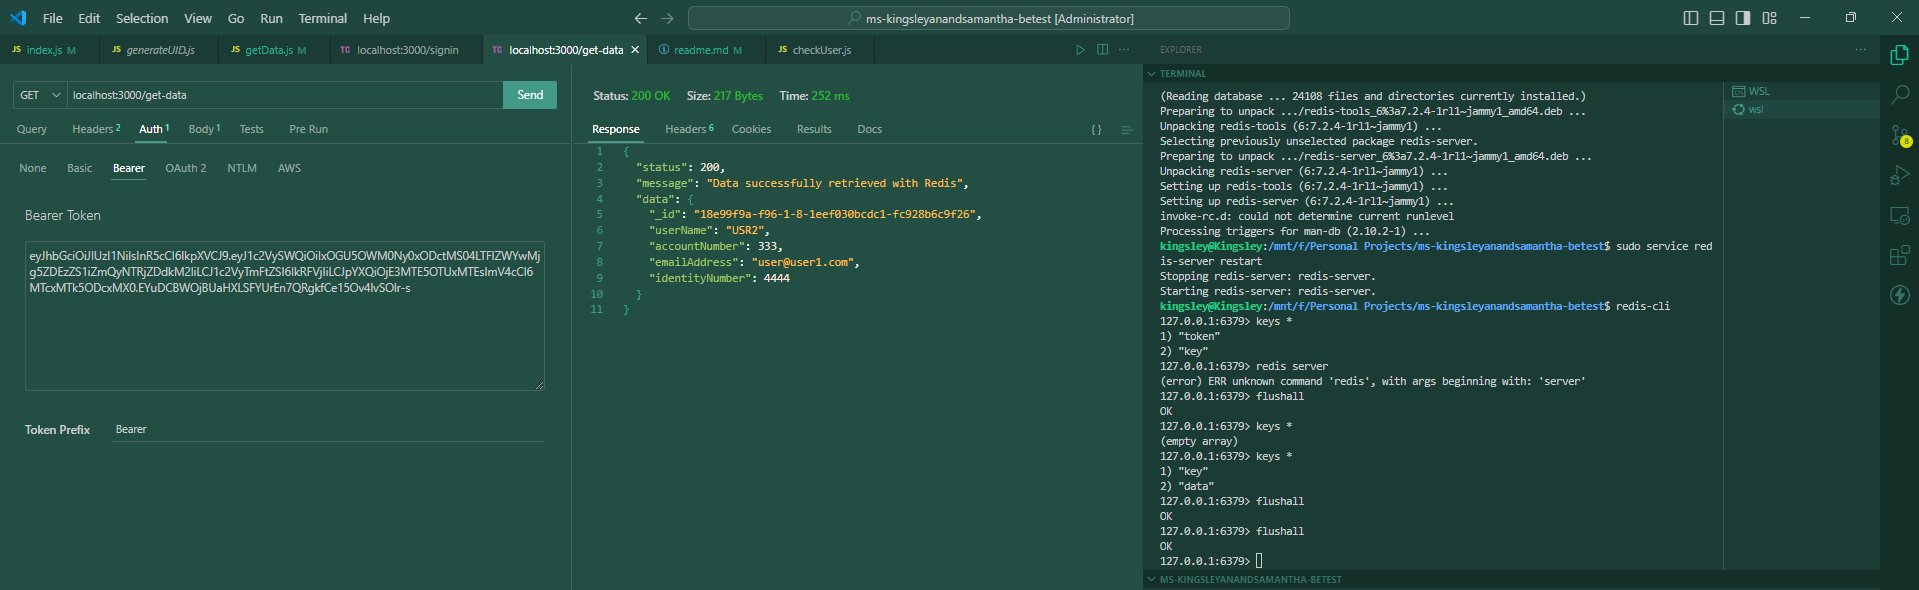 File Edit Selection View Go Run Terminal Help
ms-kingsleyanandsamantha-betest [Administrator]
JS index.js M
JS generateUID.js
JS getData.js M
TC localhost:3000/signin
TC localhost:3000/get-data
readme.md M
JS checkUser.js
GET
localhost:3000/get-data
Send
Query Headers 2 Auth 1 Body 1 Tests Pre Run
None Basic Bearer OAuth 2 NTLM AWS
Bearer Token
Token Prefix Bearer
Status: 200 OK Size: 217 Bytes Time: 252 ms
Response Headers 6 Cookies Results Docs
{ }
1 {
2 "status": 200,
3 "message": "Data successfully retrieved with Redis",
4 "data": {
5 "_id": "18e99f9a-f96-1-8-1eef030bcdc1-fc928b6c9f26",
6 "userName": "USR2",
7 "accountNumber": 333,
8 "emailAddress": "user@user1.com",
9 "identityNumber": 4444
10 }
11 }
EXPLORER
TERMINAL
(Reading database ... 24108 files and directories currently installed.)
Preparing to unpack .../redis-tools_6%3a7.2.4-1rl1~jammy1_amd64.deb ...
Unpacking redis-tools (6:7.2.4-1rl1~jammy1) ...
Selecting previously unselected package redis-server.
Preparing to unpack .../redis-server_6%3a7.2.4-1rl1~jammy1_amd64.deb ...
Unpacking redis-server (6:7.2.4-1rl1~jammy1) ...
Setting up redis-tools (6:7.2.4-1rl1~jammy1) ...
Setting up redis-server (6:7.2.4-1rl1~jammy1) ...
invoke-rc.d: could not determine current runlevel
Processing triggers for man-db (2.10.2-1) ...
kingsley@Kingsley:/mnt/f/Personal Projects/ms-kingsleyanandsamantha-betest$ sudo service red
is-server restart
Stopping redis-server: redis-server.
Starting redis-server: redis-server.
kingsley@Kingsley:/mnt/f/Personal Projects/ms-kingsleyanandsamantha-betest$ redis-cli
127.0.0.1:6379> keys *
1) "token"
2) "key"
127.0.0.1:6379> redis server
(error) ERR unknown command 'redis', with args beginning with: 'server'
127.0.0.1:6379> flushall
OK
127.0.0.1:6379> keys *
(empty array)
127.0.0.1:6379> keys *
1) "key"
2) "data"
127.0.0.1:6379> flushall
OK
127.0.0.1:6379> flushall
OK
127.0.0.1:6379>
WSL
wsl
8
MS-KINGSLEYANANDSAMANTHA-BETEST